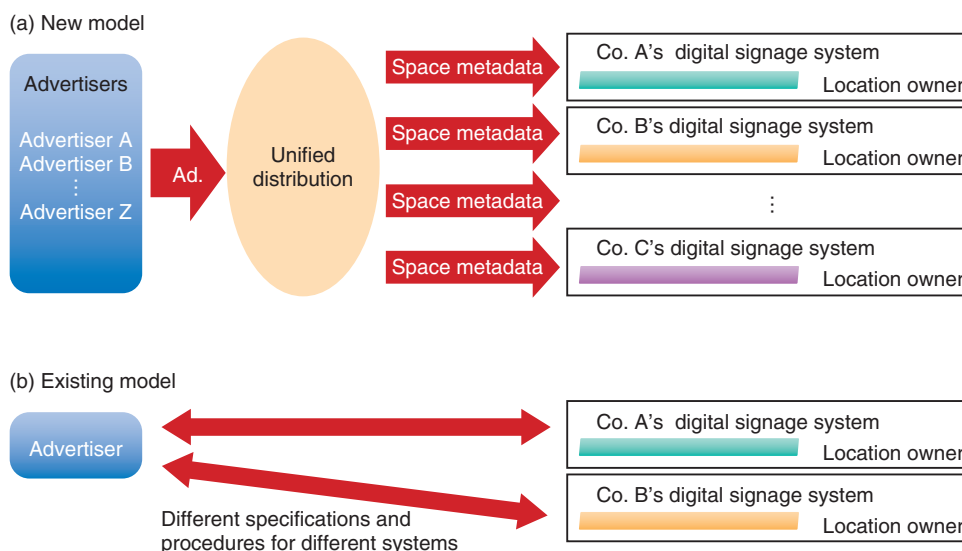 (a) New model
Advertisers
Advertiser A
Advertiser B
⋮
Advertiser Z
Ad.
Unified
distribution
Space metadata
Space metadata
Space metadata
Space metadata
Co. A's digital signage system
Location owner
Co. B's digital signage system
Location owner
⋮
Co. C's digital signage system
Location owner
(b) Existing model
Advertiser
Different specifications and
procedures for different systems
Co. A's digital signage system
Location owner
Co. B's digital signage system
Location owner